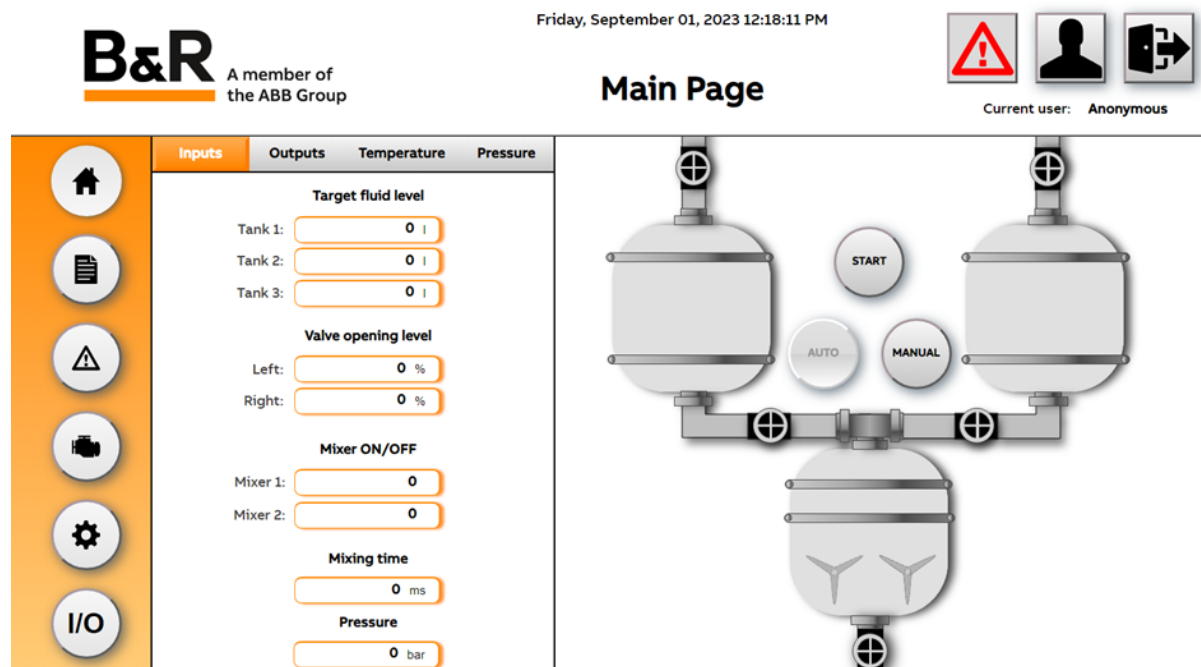 Friday, September 01, 2023 12:18:11 PM
B&R
A member of
the ABB Group
Main Page
Current user: Anonymous
Inputs Outputs Temperature Pressure
Target fluid level
Tank 1: 0 l
Tank 2: 0 l
Tank 3: 0 l
Valve opening level
Left: 0 %
Right: 0 %
Mixer ON/OFF
Mixer 1: 0
Mixer 2: 0
Mixing time
0 ms
Pressure
0 bar
I/O
START
AUTO MANUAL